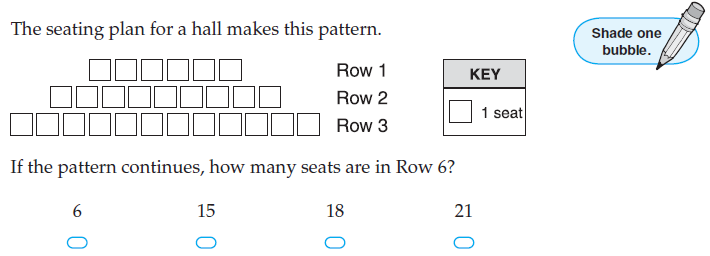 The seating plan for a hall makes this pattern.
Shade one
bubble.
Row 1
Row 2
Row 3
KEY
1 seat
If the pattern continues, how many seats are in Row 6?
6 15 18 21